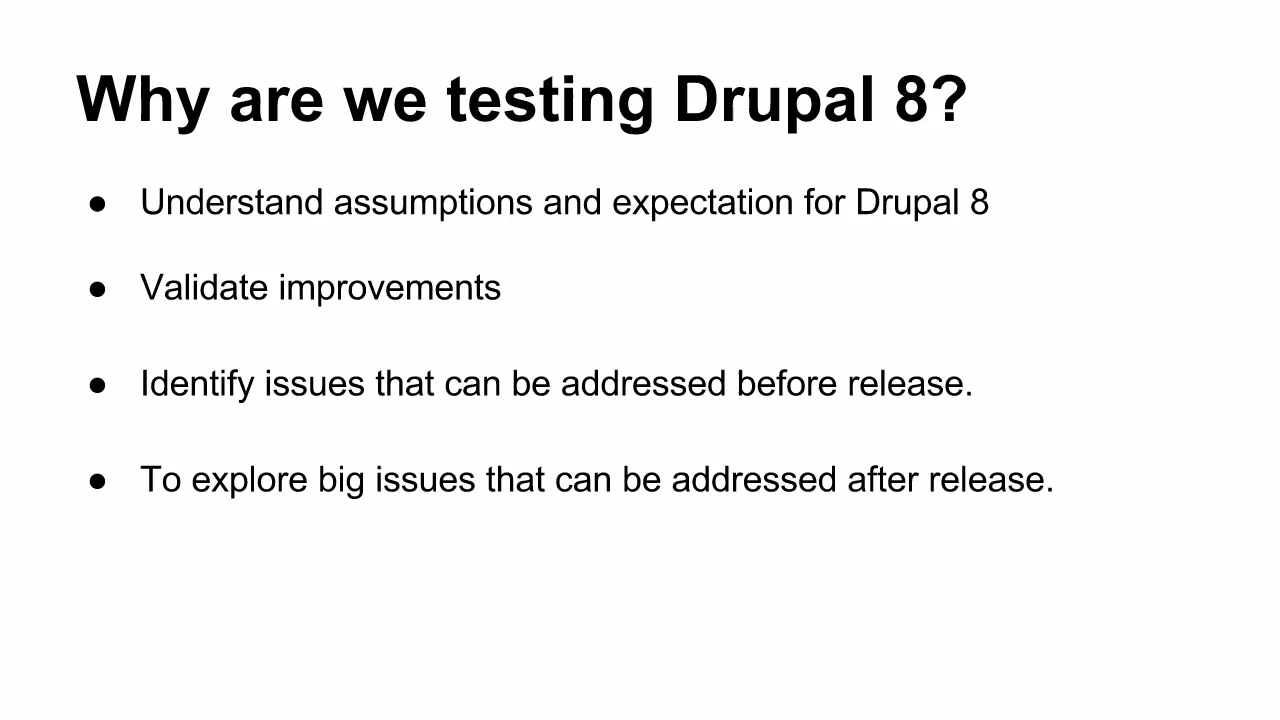 Why are we testing Drupal 8?
● Understand assumptions and expectation for Drupal 8
● Validate improvements
● Identify issues that can be addressed before release.
● To explore big issues that can be addressed after release.